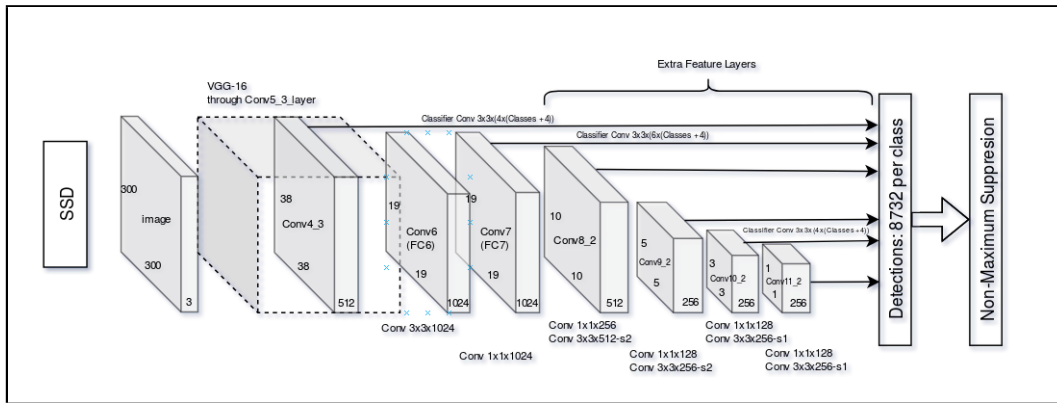 SSD
VGG-16
through Conv5_3_layer
Extra Feature Layers
Classifier Conv 3x3x(4x(Classes +4))
Classifier Conv 3x3x(6x(Classes +4))
Classifier Conv 3x3x(4x(Classes +4))
300
image
300
3
38
Conv4_3
38
512
19
Conv6
(FC6)
19
1024
19
Conv7
(FC7)
19
1024
10
Conv8_2
10
512
5
Conv9_2
5
256
3
Conv10_2
3
256
1
Conv11_2
1
256
Conv 3x3x1024
Conv 1x1x1024
Conv 1x1x256
Conv 3x3x512-s2
Conv 1x1x128
Conv 3x3x256-s2
Conv 1x1x128
Conv 3x3x256-s1
Conv 1x1x128
Conv 3x3x256-s1
Detections: 8732 per class
Non-Maximum Suppresion